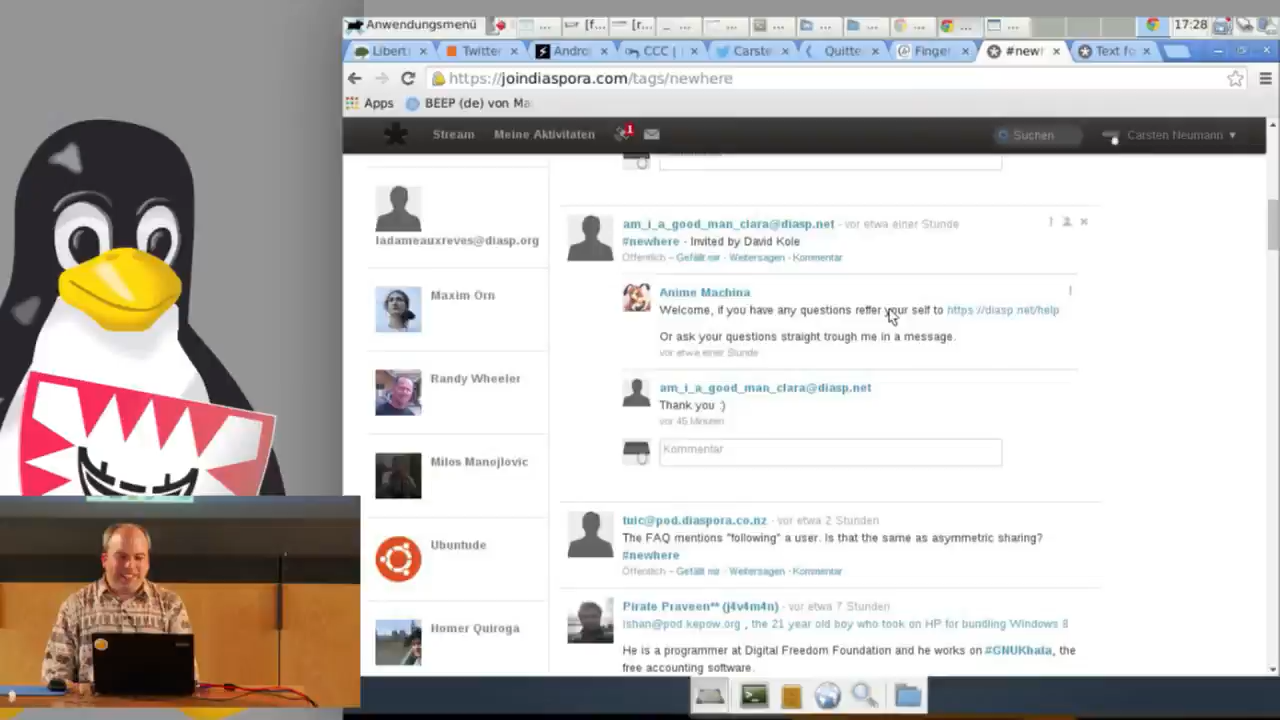 Anwendungsmenü
[f...
[r...
17:28
Libert
Twitter
Andro
CCC |
Carste
Quitte
Finger
#newh
Text fo
https://joindiaspora.com/tags/newhere
Apps
BEEP (de) von Ma
Stream
Meine Aktivitäten
1
Suchen
Carsten Neumann
ladameauxreves@diasp.org
Maxim Orn
Randy Wheeler
Milos Manojlovic
Ubuntude
Homer Quiroga
am_i_a_good_man_clara@diasp.net - vor etwa einer Stunde
#newhere - Invited by David Kole
Öffentlich - Gefällt mir - Weitersagen - Kommentar
Anime Machina
Welcome, if you have any questions reffer your self to https://diasp.net/help
Or ask your questions straight trough me in a message.
vor etwa einer Stunde
am_i_a_good_man_clara@diasp.net
Thank you :)
vor 45 Minuten
Kommentar
tuic@pod.diaspora.co.nz - vor etwa 2 Stunden
The FAQ mentions "following" a user. Is that the same as asymmetric sharing?
#newhere
Öffentlich - Gefällt mir - Weitersagen - Kommentar
Pirate Praveen** (j4v4m4n) - vor etwa 7 Stunden
ishan@pod.kepow.org , the 21 year old boy who took on HP for bundling Windows 8
He is a programmer at Digital Freedom Foundation and he works on #GNUKhata, the
free accounting software.